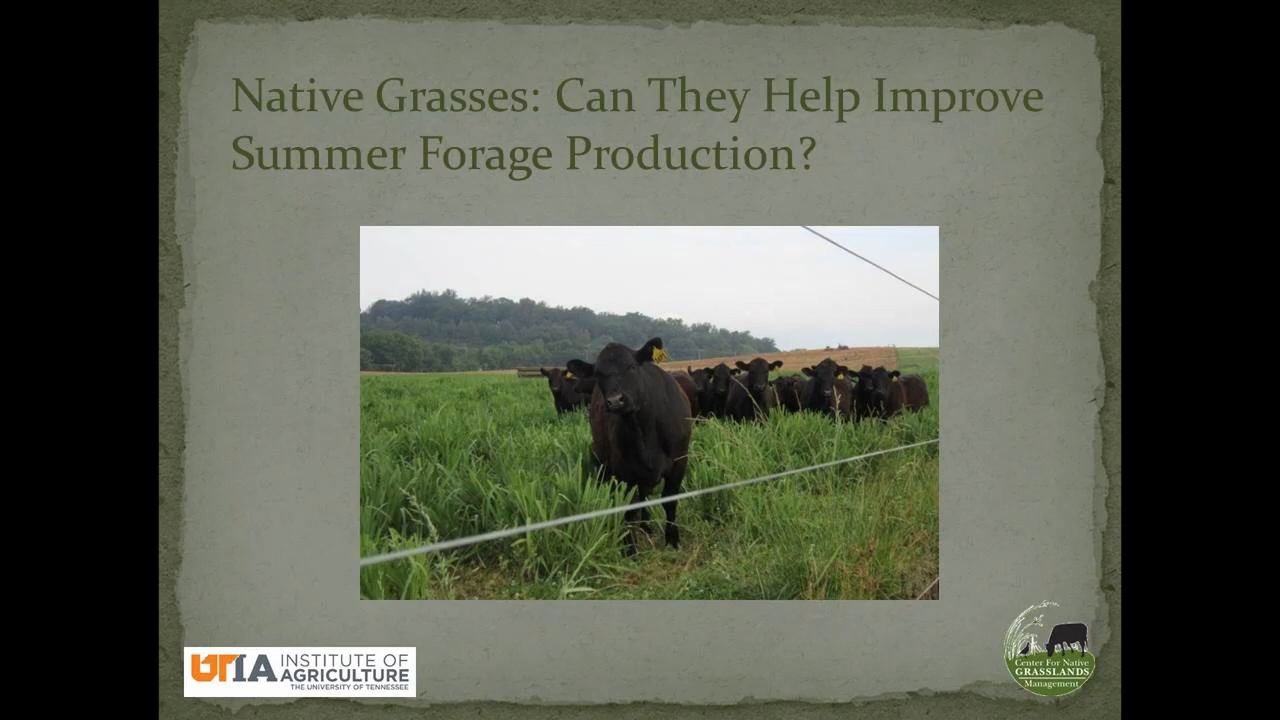 Native Grasses: Can They Help Improve
Summer Forage Production?
UTIA INSTITUTE OF
AGRICULTURE
THE UNIVERSITY OF TENNESSEE
Center For Native
GRASSLANDS
Management